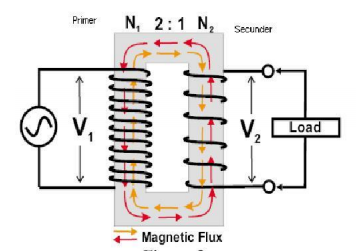 Primer N₁ 2 : 1 N₂ Secunder
V₁ V₂ Load
Magnetic Flux